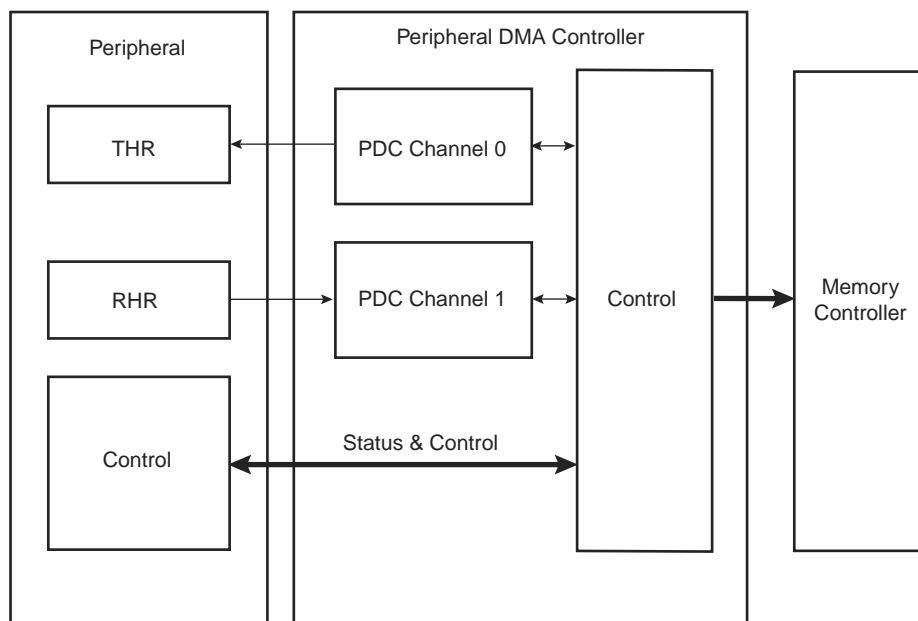 Peripheral
Peripheral DMA Controller
THR
PDC Channel 0
RHR
PDC Channel 1
Control
Memory
Controller
Control
Status & Control